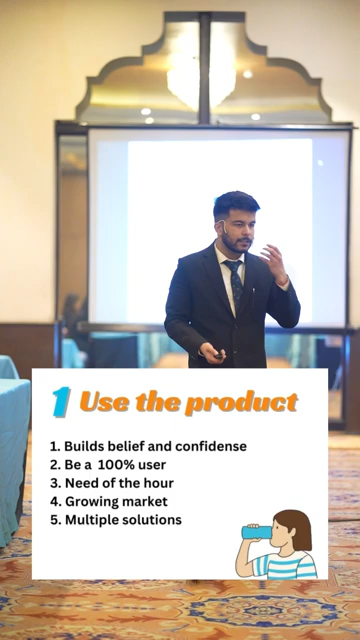 1 Use the product
1. Builds belief and confidense
2. Be a 100% user
3. Need of the hour
4. Growing market
5. Multiple solutions